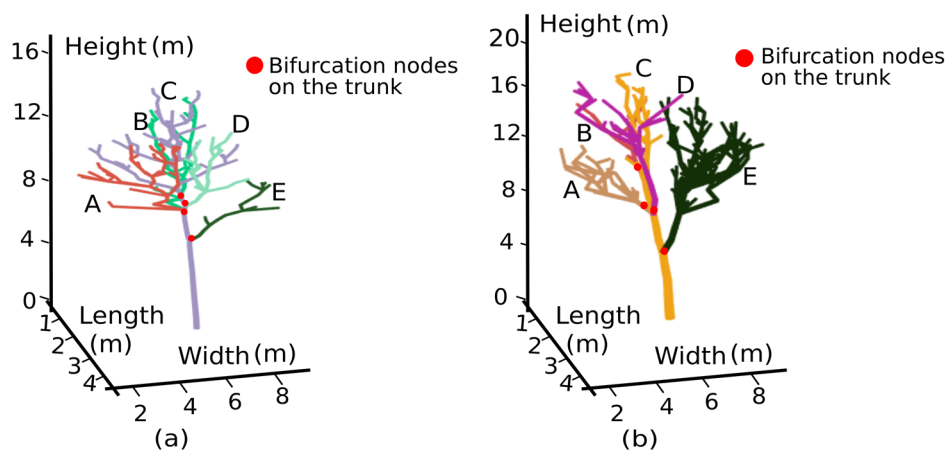 Height (m)
16
12
8
4
0
Bifurcation nodes
on the trunk
A
B
C
D
E
1
2
3
4
Length
(m)
Width (m)
2
4
6
8
(a)
Height (m)
20
16
12
8
4
0
Bifurcation nodes
on the trunk
A
B
C
D
E
1
2
3
4
Length
(m)
Width (m)
2
4
6
8
(b)